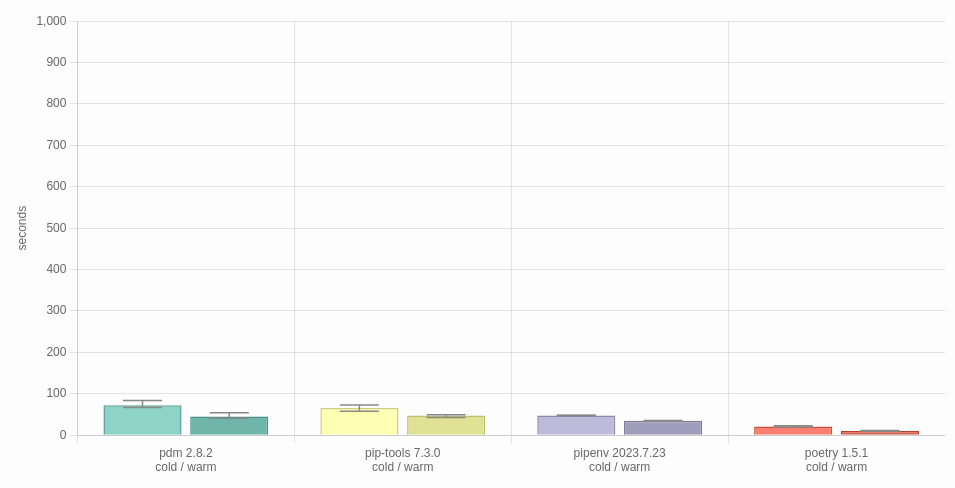 1,000
900
800
700
600
500
400
300
200
100
0
seconds
pdm 2.8.2
cold / warm
pip-tools 7.3.0
cold / warm
pipenv 2023.7.23
cold / warm
poetry 1.5.1
cold / warm